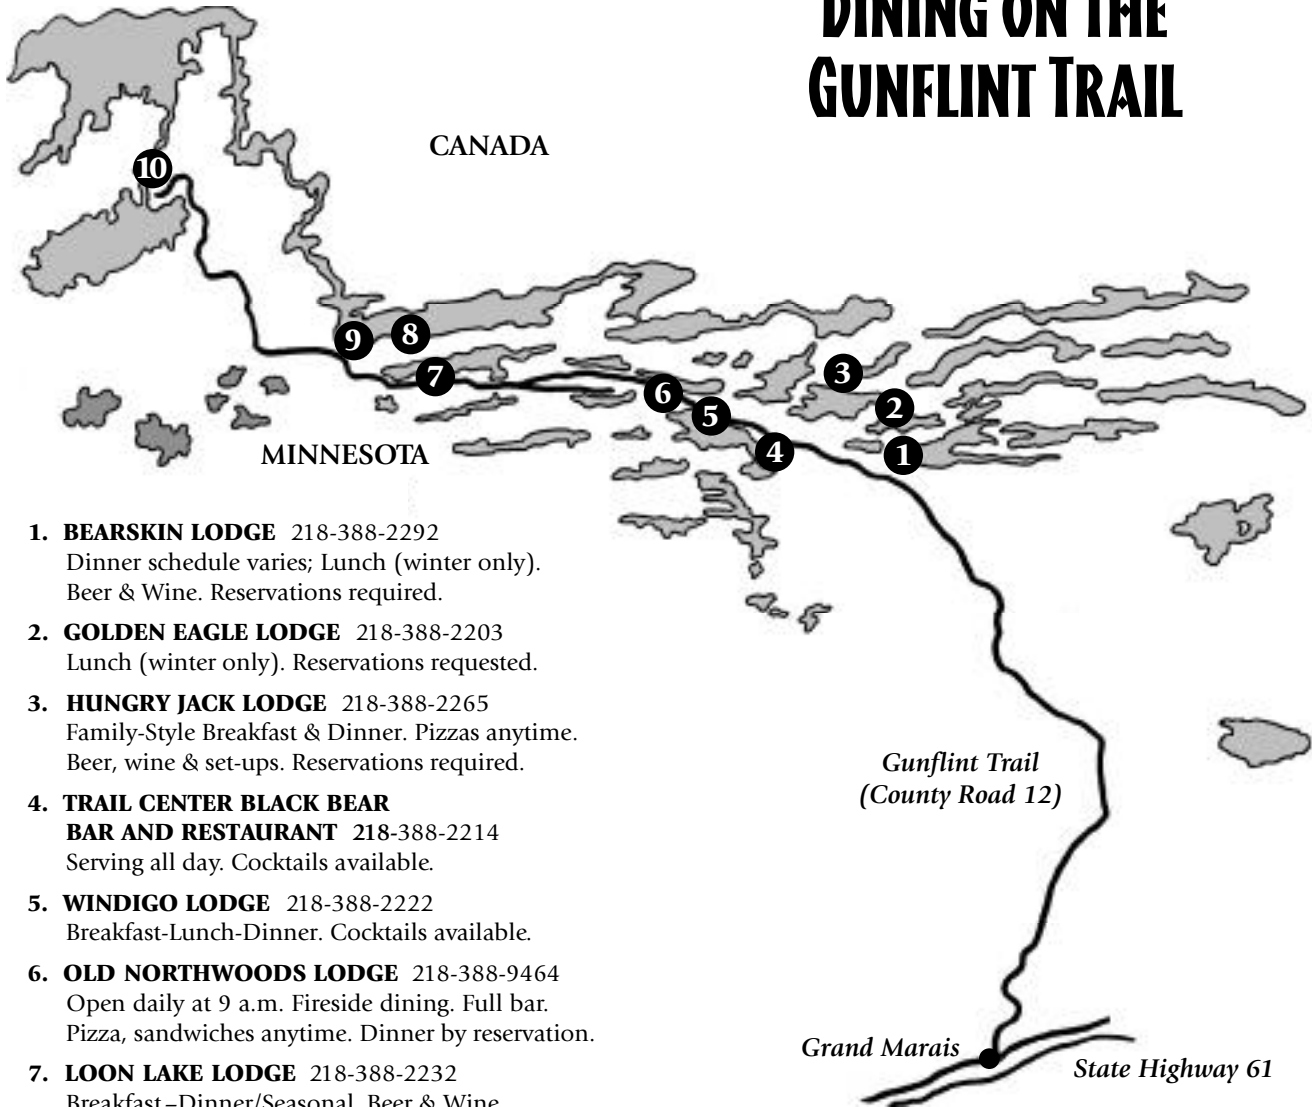 DINING ON THE
GUNFLINT TRAIL
CANADA
10
9
8
7
6
5
4
3
2
1
MINNESOTA
1. BEARSKIN LODGE 218-388-2292
Dinner schedule varies; Lunch (winter only).
Beer & Wine. Reservations required.
2. GOLDEN EAGLE LODGE 218-388-2203
Lunch (winter only). Reservations requested.
3. HUNGRY JACK LODGE 218-388-2265
Family-Style Breakfast & Dinner. Pizzas anytime.
Beer, wine & set-ups. Reservations required.
4. TRAIL CENTER BLACK BEAR
BAR AND RESTAURANT 218-388-2214
Serving all day. Cocktails available.
5. WINDIGO LODGE 218-388-2222
Breakfast-Lunch-Dinner. Cocktails available.
6. OLD NORTHWOODS LODGE 218-388-9464
Open daily at 9 a.m. Fireside dining. Full bar.
Pizza, sandwiches anytime. Dinner by reservation.
7. LOON LAKE LODGE 218-388-2232
Breakfast–Dinner/Seasonal. Beer & Wine
Gunflint Trail
(County Road 12)
Grand Marais
State Highway 61